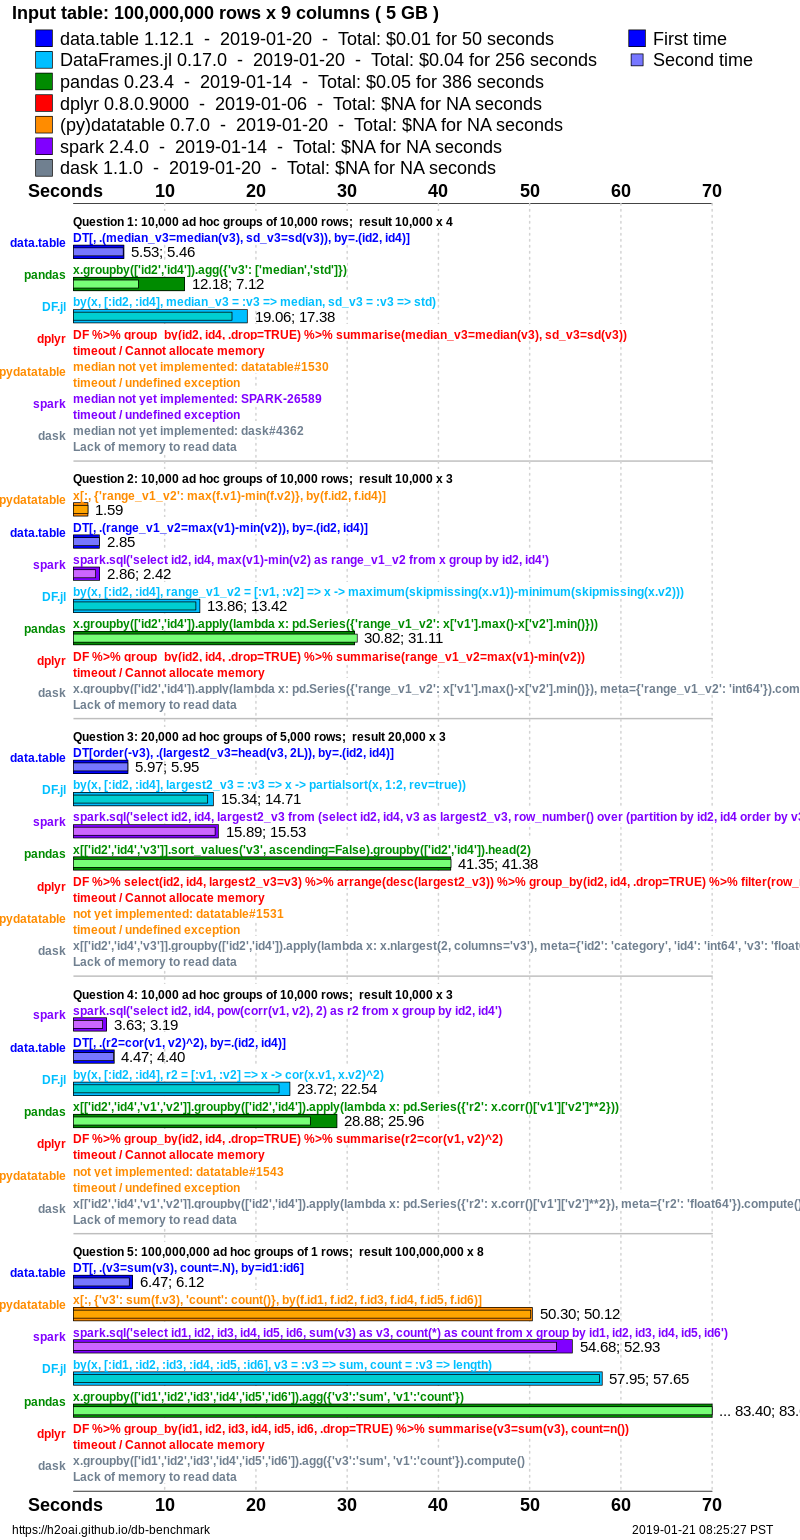 Input table: 100,000,000 rows x 9 columns ( 5 GB )
data.table 1.12.1 - 2019-01-20 - Total: $0.01 for 50 seconds
First time
DataFrames.jl 0.17.0 - 2019-01-20 - Total: $0.04 for 256 seconds
Second time
pandas 0.23.4 - 2019-01-14 - Total: $0.05 for 386 seconds
dplyr 0.8.0.9000 - 2019-01-06 - Total: $NA for NA seconds
(py)datatable 0.7.0 - 2019-01-20 - Total: $NA for NA seconds
spark 2.4.0 - 2019-01-14 - Total: $NA for NA seconds
dask 1.1.0 - 2019-01-20 - Total: $NA for NA seconds
Seconds 10 20 30 40 50 60 70
Question 1: 10,000 ad hoc groups of 10,000 rows; result 10,000 x 4
DT[, .(median_v3=median(v3), sd_v3=sd(v3)), by=.(id2, id4)]
data.table 5.53; 5.46
x.groupby(['id2','id4']).agg({'v3': ['median','std']})
pandas 12.18; 7.12
by(x, [:id2, :id4], median_v3 = :v3 => median, sd_v3 = :v3 => std)
DF.jl 19.06; 17.38
DF %>% group_by(id2, id4, .drop=TRUE) %>% summarise(median_v3=median(v3), sd_v3=sd(v3))
dplyr timeout / Cannot allocate memory
median not yet implemented: datatable#1530
pydatatable timeout / undefined exception
median not yet implemented: SPARK-26589
spark timeout / undefined exception
median not yet implemented: dask#4362
dask Lack of memory to read data
Question 2: 10,000 ad hoc groups of 10,000 rows; result 10,000 x 3
x[:, {'range_v1_v2': max(f.v1)-min(f.v2)}, by(f.id2, f.id4)]
pydatatable 1.59
DT[, .(range_v1_v2=max(v1)-min(v2)), by=.(id2, id4)]
data.table 2.85
spark.sql('select id2, id4, max(v1)-min(v2) as range_v1_v2 from x group by id2, id4')
spark 2.86; 2.42
by(x, [:id2, :id4], range_v1_v2 = [:v1, :v2] => x -> maximum(skipmissing(x.v1))-minimum(skipmissing(x.v2)))
DF.jl 13.86; 13.42
x.groupby(['id2','id4']).apply(lambda x: pd.Series({'range_v1_v2': x['v1'].max()-x['v2'].min()}))
pandas 30.82; 31.11
DF %>% group_by(id2, id4, .drop=TRUE) %>% summarise(range_v1_v2=max(v1)-min(v2))
dplyr timeout / Cannot allocate memory
x.groupby(['id2','id4']).apply(lambda x: pd.Series({'range_v1_v2': x['v1'].max()-x['v2'].min()}), meta={'range_v1_v2': 'int64'}).com
dask Lack of memory to read data
Question 3: 20,000 ad hoc groups of 5,000 rows; result 20,000 x 3
DT[order(-v3), .(largest2_v3=head(v3, 2L)), by=.(id2, id4)]
data.table 5.97; 5.95
by(x, [:id2, :id4], largest2_v3 = :v3 => x -> partialsort(x, 1:2, rev=true))
DF.jl 15.34; 14.71
spark.sql('select id2, id4, largest2_v3 from (select id2, id4, v3 as largest2_v3, row_number() over (partition by id2, id4 order by v3
spark 15.89; 15.53
x[['id2','id4','v3']].sort_values('v3', ascending=False).groupby(['id2','id4']).head(2)
pandas 41.35; 41.38
DF %>% select(id2, id4, largest2_v3=v3) %>% arrange(desc(largest2_v3)) %>% group_by(id2, id4, .drop=TRUE) %>% filter(row_
dplyr timeout / Cannot allocate memory
not yet implemented: datatable#1531
pydatatable timeout / undefined exception
x[['id2','id4','v3']].groupby(['id2','id4']).apply(lambda x: x.nlargest(2, columns='v3'), meta={'id2': 'category', 'id4': 'int64', 'v3': 'float
dask Lack of memory to read data
Question 4: 10,000 ad hoc groups of 10,000 rows; result 10,000 x 3
spark.sql('select id2, id4, pow(corr(v1, v2), 2) as r2 from x group by id2, id4')
spark 3.63; 3.19
DT[, .(r2=cor(v1, v2)^2), by=.(id2, id4)]
data.table 4.47; 4.40
by(x, [:id2, :id4], r2 = [:v1, :v2] => x -> cor(x.v1, x.v2)^2)
DF.jl 23.72; 22.54
x[['id2','id4','v1','v2']].groupby(['id2','id4']).apply(lambda x: pd.Series({'r2': x.corr()['v1']['v2']**2}))
pandas 28.88; 25.96
DF %>% group_by(id2, id4, .drop=TRUE) %>% summarise(r2=cor(v1, v2)^2)
dplyr timeout / Cannot allocate memory
not yet implemented: datatable#1543
pydatatable timeout / undefined exception
x[['id2','id4','v1','v2']].groupby(['id2','id4']).apply(lambda x: pd.Series({'r2': x.corr()['v1']['v2']**2}), meta={'r2': 'float64'}).compute()
dask Lack of memory to read data
Question 5: 100,000,000 ad hoc groups of 1 rows; result 100,000,000 x 8
DT[, .(v3=sum(v3), count=.N), by=id1:id6]
data.table 6.47; 6.12
x[:, {'v3': sum(f.v3), 'count': count()}, by(f.id1, f.id2, f.id3, f.id4, f.id5, f.id6)]
pydatatable 50.30; 50.12
spark.sql('select id1, id2, id3, id4, id5, id6, sum(v3) as v3, count(*) as count from x group by id1, id2, id3, id4, id5, id6')
spark 54.68; 52.93
by(x, [:id1, :id2, :id3, :id4, :id5, :id6], v3 = :v3 => sum, count = :v3 => length)
DF.jl 57.95; 57.65
x.groupby(['id1','id2','id3','id4','id5','id6']).agg({'v3':'sum', 'v1':'count'})
pandas ... 83.40; 83.
DF %>% group_by(id1, id2, id3, id4, id5, id6, .drop=TRUE) %>% summarise(v3=sum(v3), count=n())
dplyr timeout / Cannot allocate memory
x.groupby(['id1','id2','id3','id4','id5','id6']).agg({'v3':'sum', 'v1':'count'}).compute()
dask Lack of memory to read data
Seconds 10 20 30 40 50 60 70
https://h2oai.github.io/db-benchmark
2019-01-21 08:25:27 PST